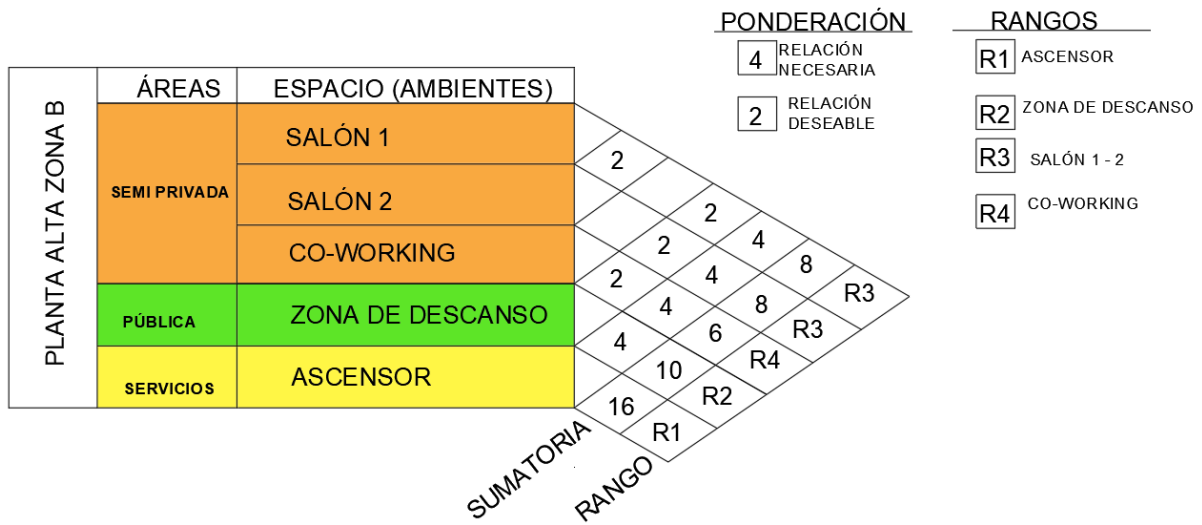 PONDERACIÓN
4 RELACIÓN
NECESARIA
2 RELACIÓN
DESEABLE
RANGOS
R1 ASCENSOR
R2 ZONA DE DESCANSO
R3 SALÓN 1 - 2
R4 CO-WORKING
PLANTA ALTA ZONA B
ÁREAS ESPACIO (AMBIENTES)
SEMI PRIVADA
SALÓN 1
SALÓN 2
CO-WORKING
PÚBLICA ZONA DE DESCANSO
SERVICIOS ASCENSOR
2
2 4 8 R3
2 4 8 R3
2 4 6 R4
4 10 R2
16 R1
SUMATORIA
RANGO